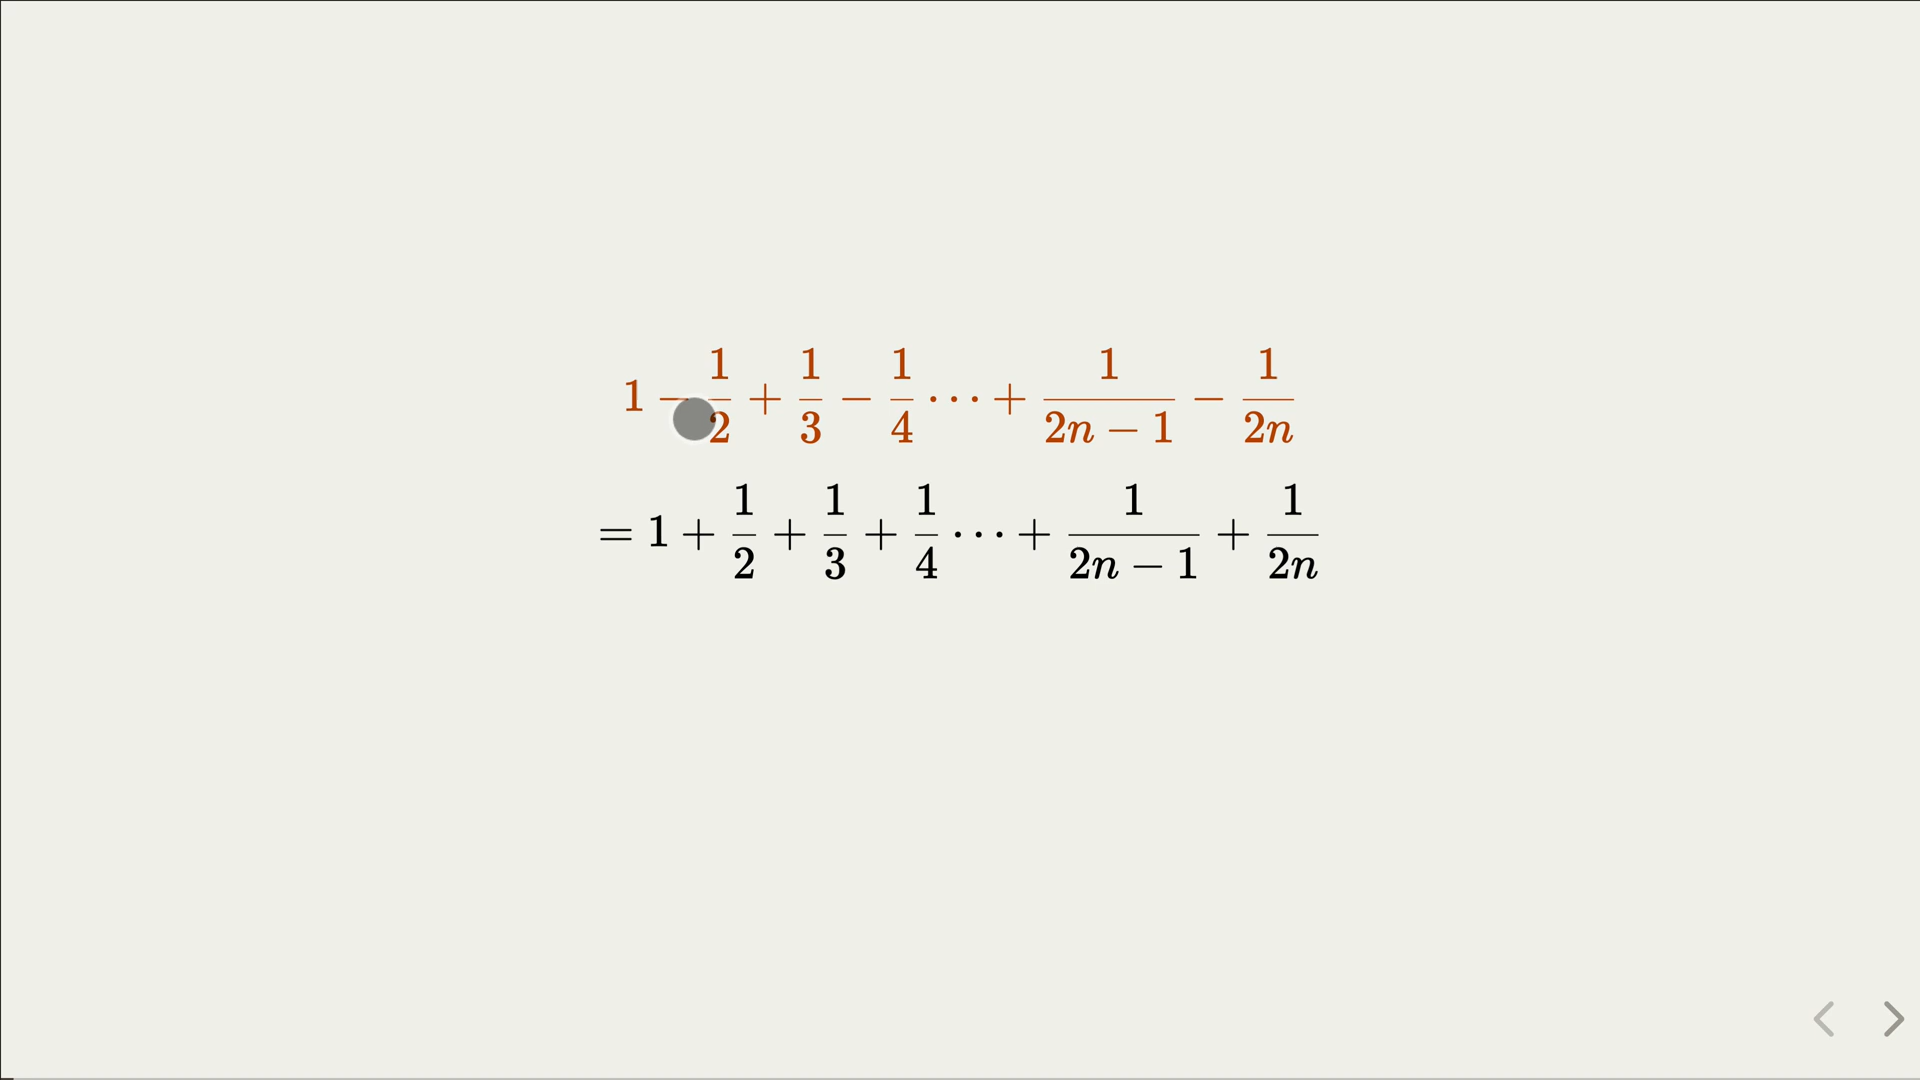 1 − 1/2 + 1/3 − 1/4 ⋯ + 1/(2n − 1) − 1/(2n)
= 1 + 1/2 + 1/3 + 1/4 ⋯ + 1/(2n − 1) + 1/(2n)